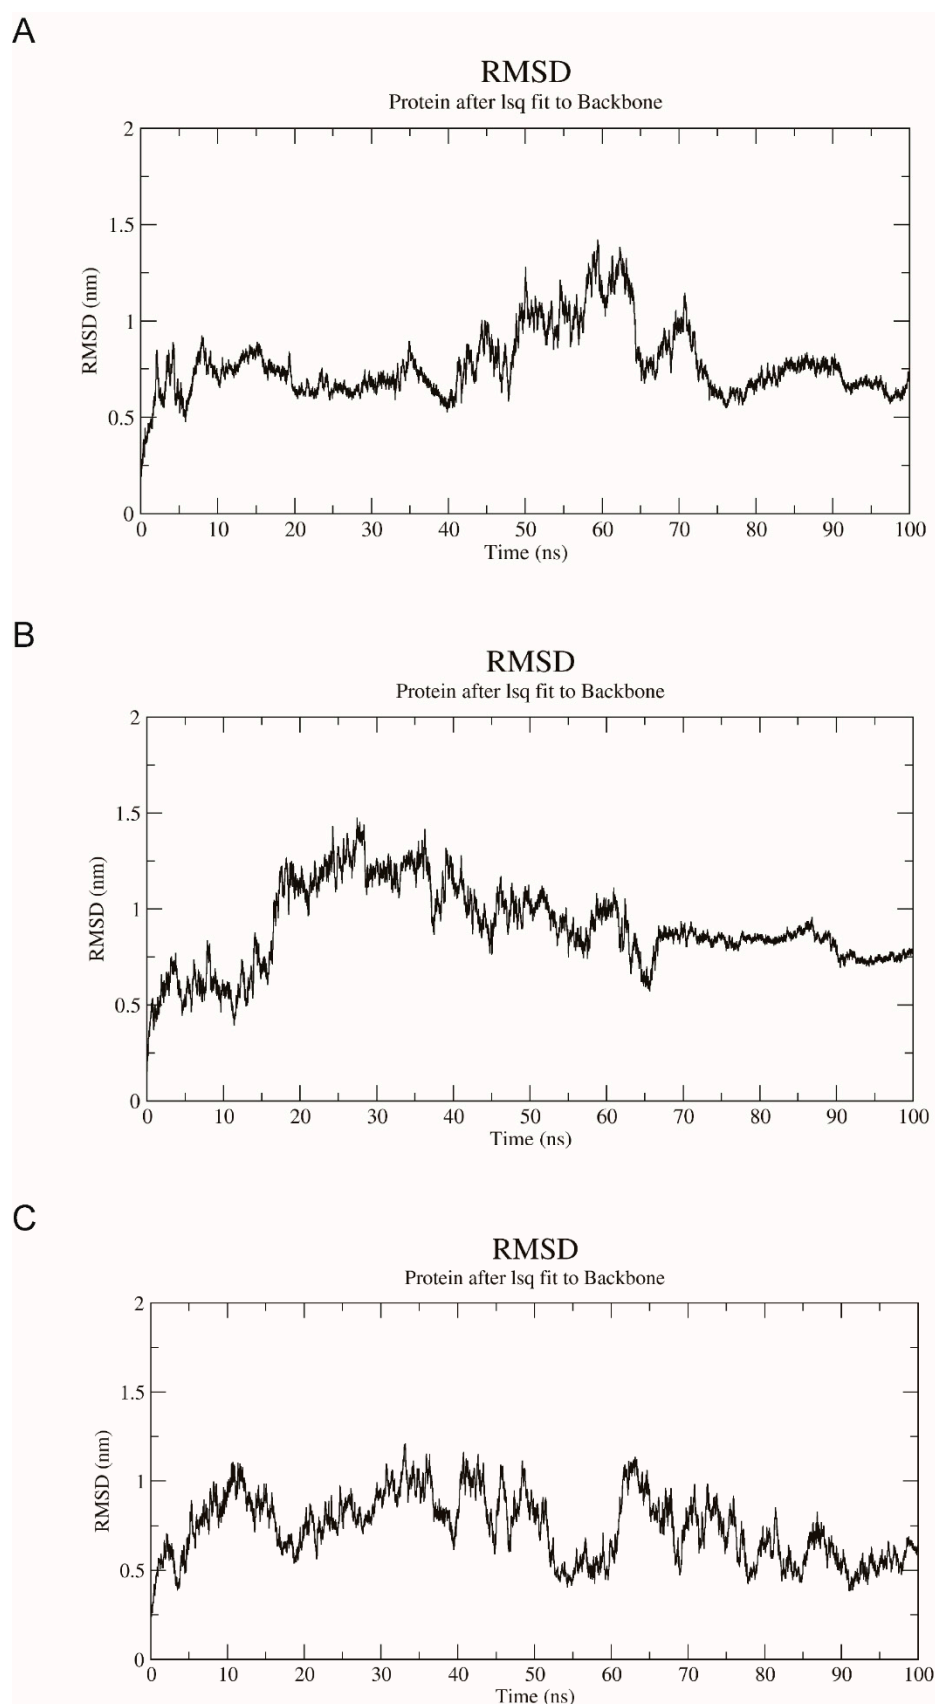 A
RMSD
Protein after lsq fit to Backbone
2
1.5
1
0.5
0
RMSD (nm)
0 10 20 30 40 50 60 70 80 90 100
Time (ns)
B
RMSD
Protein after lsq fit to Backbone
2
1.5
1
0.5
0
RMSD (nm)
0 10 20 30 40 50 60 70 80 90 100
Time (ns)
C
RMSD
Protein after lsq fit to Backbone
2
1.5
1
0.5
0
RMSD (nm)
0 10 20 30 40 50 60 70 80 90 100
Time (ns)